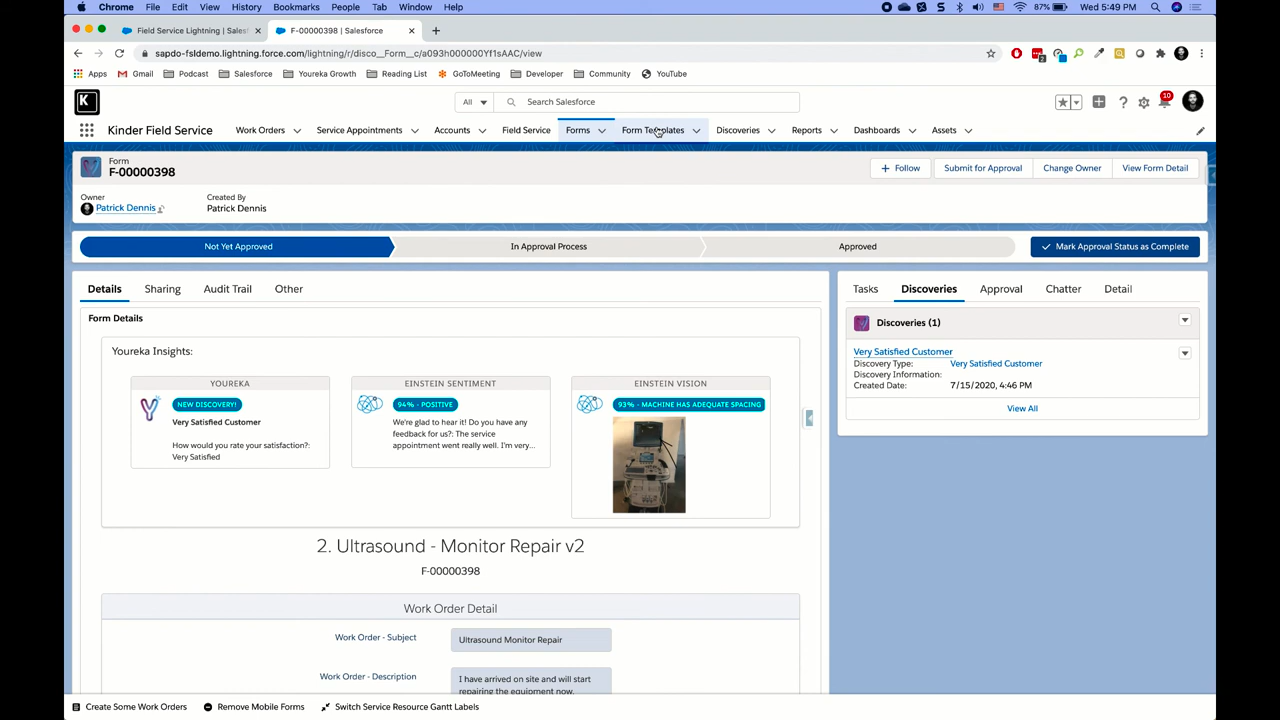 Chrome File Edit View History Bookmarks People Tab Window Help 87% Wed 5:49 PM
Field Service Lightning | Sales F-00000398 | Salesforce
sapdo-fsldemo.lightning.force.com/lightning/r/disco__Form__c/a093h000000Yf1sAAC/view
Apps Gmail Podcast Salesforce Youreka Growth Reading List GoToMeeting Developer Community YouTube
K All Search Salesforce 10
Kinder Field Service Work Orders Service Appointments Accounts Field Service Forms Form Templates Discoveries Reports Dashboards Assets
Form
F-00000398
Follow Submit for Approval Change Owner View Form Detail
Owner Created By
Patrick Dennis Patrick Dennis
Not Yet Approved In Approval Process Approved Mark Approval Status as Complete
Details Sharing Audit Trail Other
Form Details
Youreka Insights:
YOUREKA
NEW DISCOVERY!
Very Satisfied Customer
How would you rate your satisfaction?:
Very Satisfied
EINSTEIN SENTIMENT
94% - POSITIVE
We're glad to hear it! Do you have any
feedback for us?: The service
appointment went really well. I'm very...
EINSTEIN VISION
93% - MACHINE HAS ADEQUATE SPACING
2. Ultrasound - Monitor Repair v2
F-00000398
Work Order Detail
Work Order - Subject Ultrasound Monitor Repair
Work Order - Description I have arrived on site and will start
repairing the equipment now.
Tasks Discoveries Approval Chatter Detail
Discoveries (1)
Very Satisfied Customer
Discovery Type: Very Satisfied Customer
Discovery Information:
Created Date: 7/15/2020, 4:46 PM
View All
Create Some Work Orders Remove Mobile Forms Switch Service Resource Gantt Labels